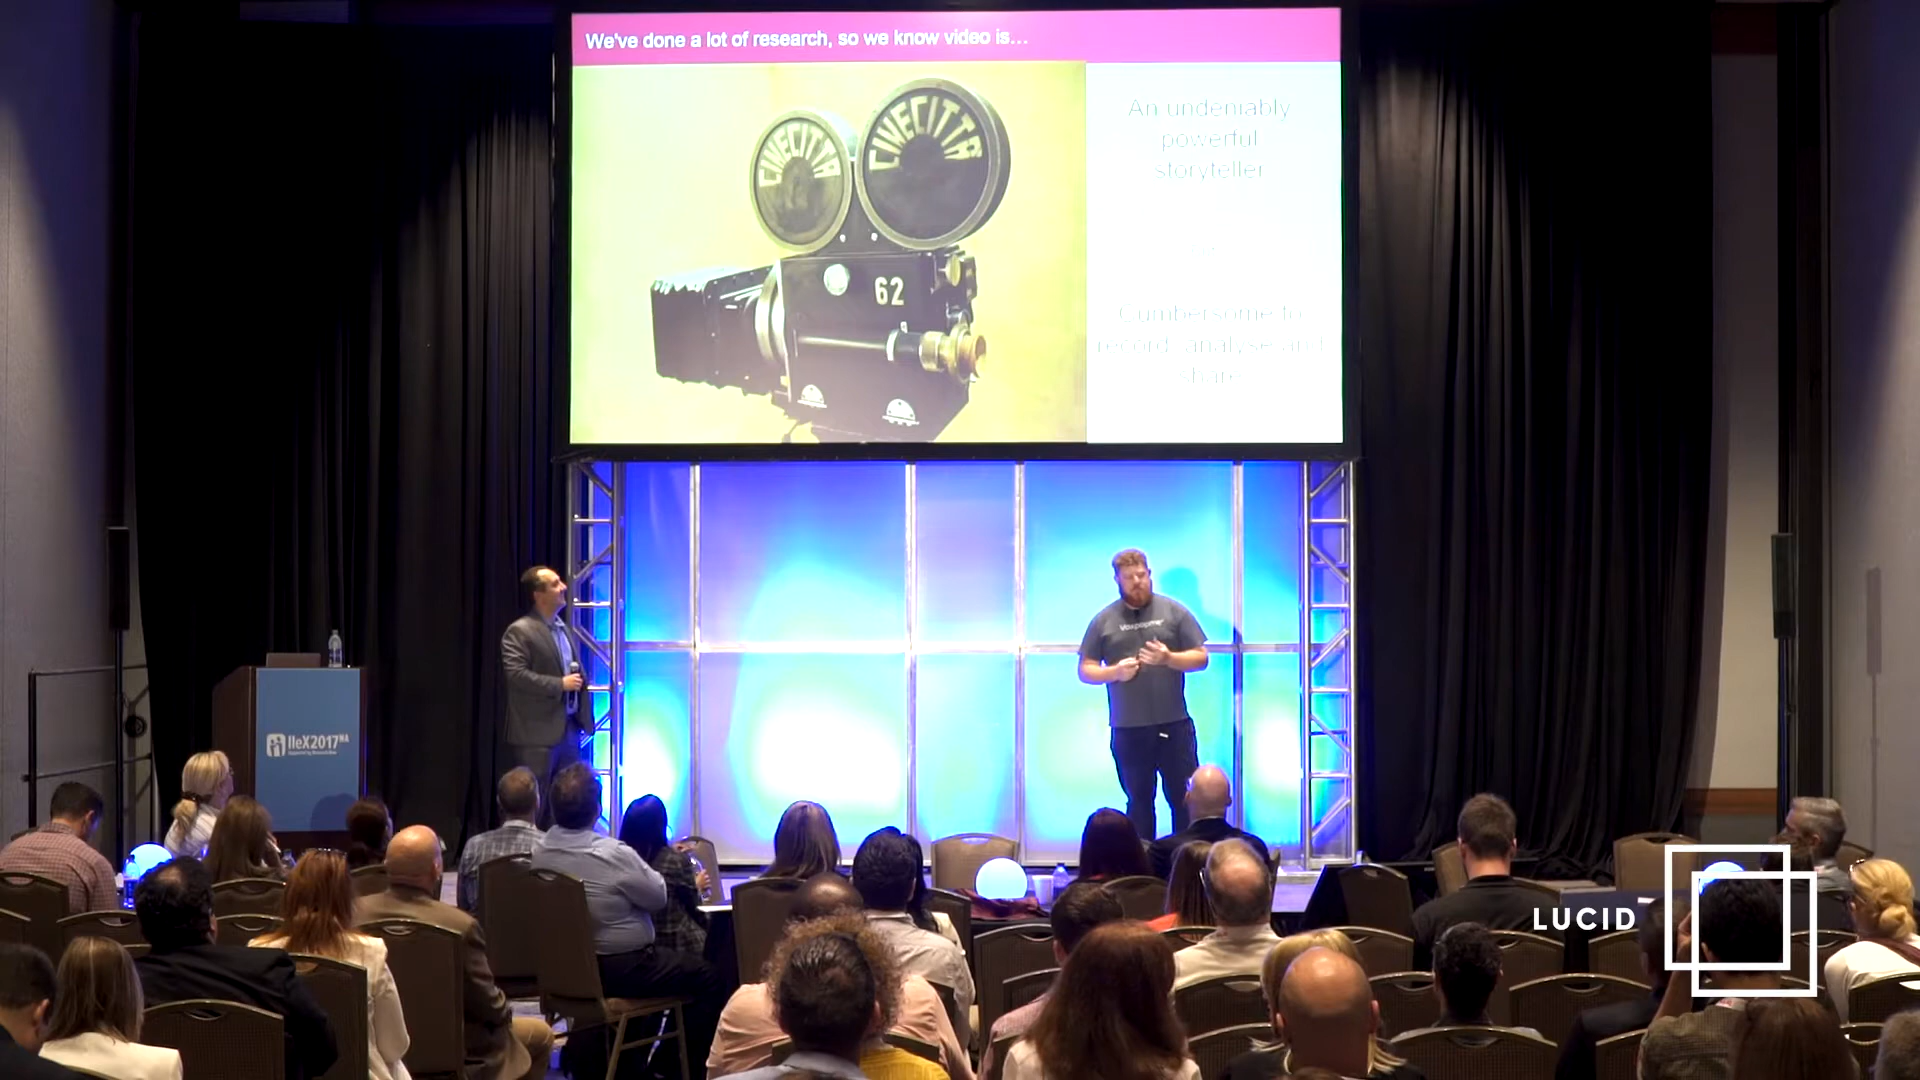 We've done a lot of research, so we know video is...
CINECITTA
CINECITTA
62
An undeniably
powerful
storyteller
Cumbersome to
record, analyse and
share
Voxpopme
IIeX2017NA
LUCID